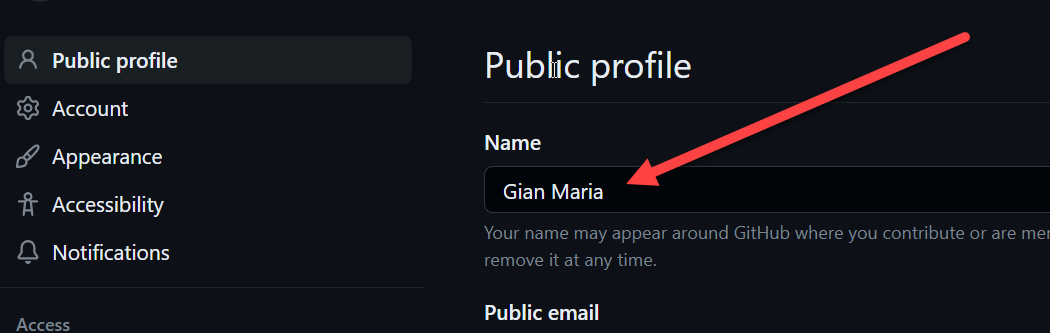 Public profile
Account
Appearance
Accessibility
Notifications
Access
Public profile
Name
Gian Maria
Your name may appear around GitHub where you contribute or are
remove it at any time.
Public email